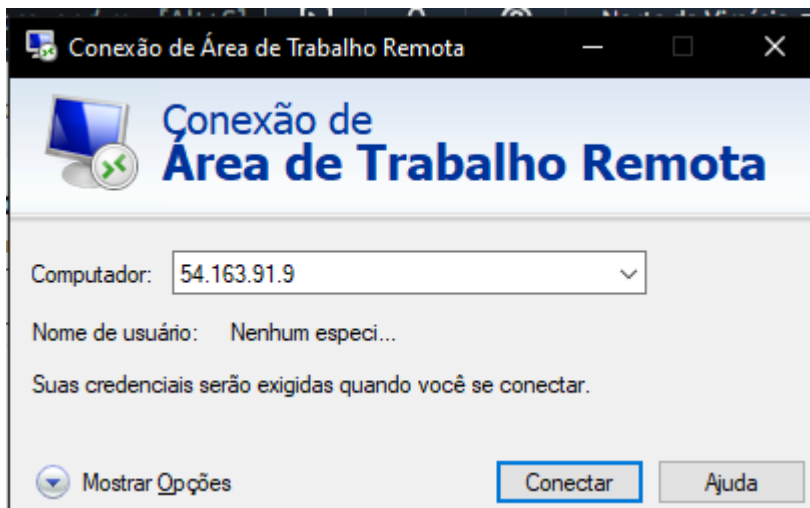 [Alt+S]
Conexão de Área de Trabalho Remota
Conexão de
Área de Trabalho Remota
Computador: 54.163.91.9
Nome de usuário: Nenhum especi...
Suas credenciais serão exigidas quando você se conectar.
Mostrar Opções Conectar Ajuda